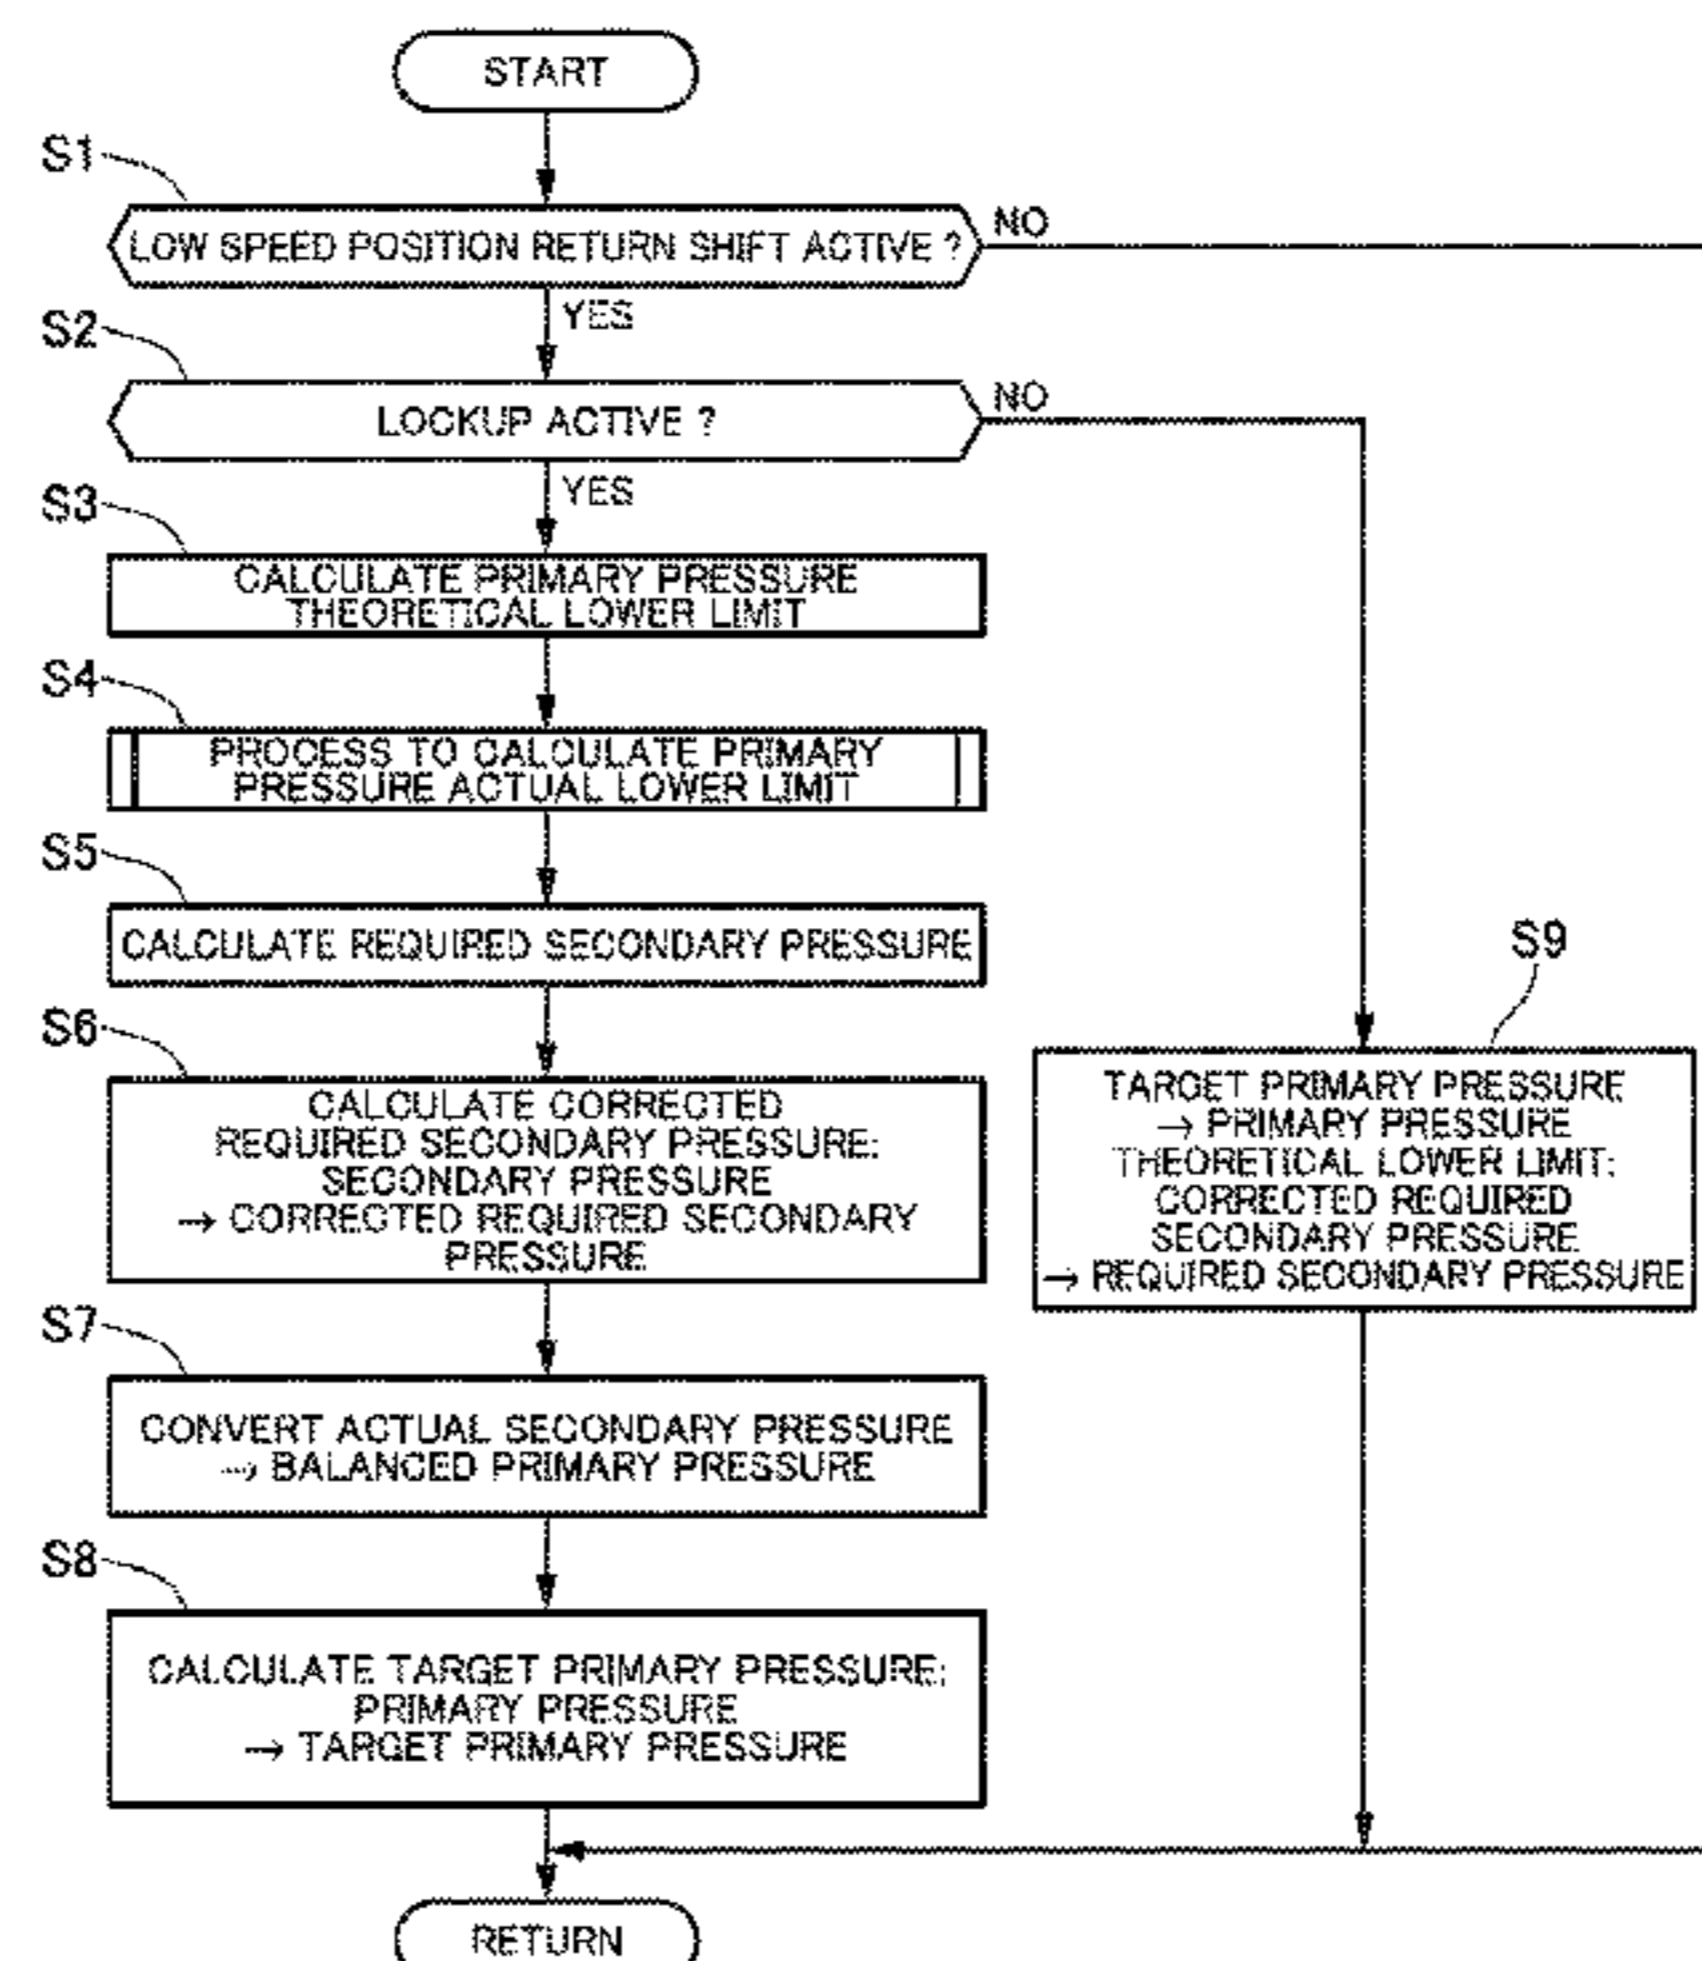 START
S1
LOW SPEED POSITION RETURN SHIFT ACTIVE ?
NO
YES
S2
LOCKUP ACTIVE ?
NO
YES
S3
CALCULATE PRIMARY PRESSURE
THEORETICAL LOWER LIMIT
S4
PROCESS TO CALCULATE PRIMARY
PRESSURE ACTUAL LOWER LIMIT
S5
CALCULATE REQUIRED SECONDARY PRESSURE
S6
CALCULATE CORRECTED
REQUIRED SECONDARY PRESSURE:
SECONDARY PRESSURE
→ CORRECTED REQUIRED SECONDARY
PRESSURE
S7
CONVERT ACTUAL SECONDARY PRESSURE
→ BALANCED PRIMARY PRESSURE
S8
CALCULATE TARGET PRIMARY PRESSURE:
PRIMARY PRESSURE
→ TARGET PRIMARY PRESSURE
S9
TARGET PRIMARY PRESSURE
→ PRIMARY PRESSURE
THEORETICAL LOWER LIMIT:
CORRECTED REQUIRED
SECONDARY PRESSURE
→ REQUIRED SECONDARY PRESSURE
RETURN